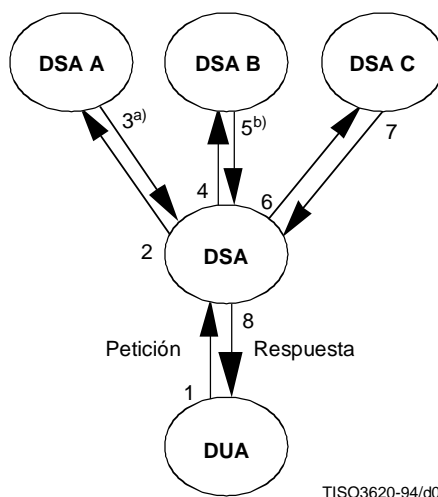 DSA A
DSA B
DSA C
3a)
5b)
7
4
6
2
DSA
8
Petición
Respuesta
1
DUA
TISO3620-94/d0